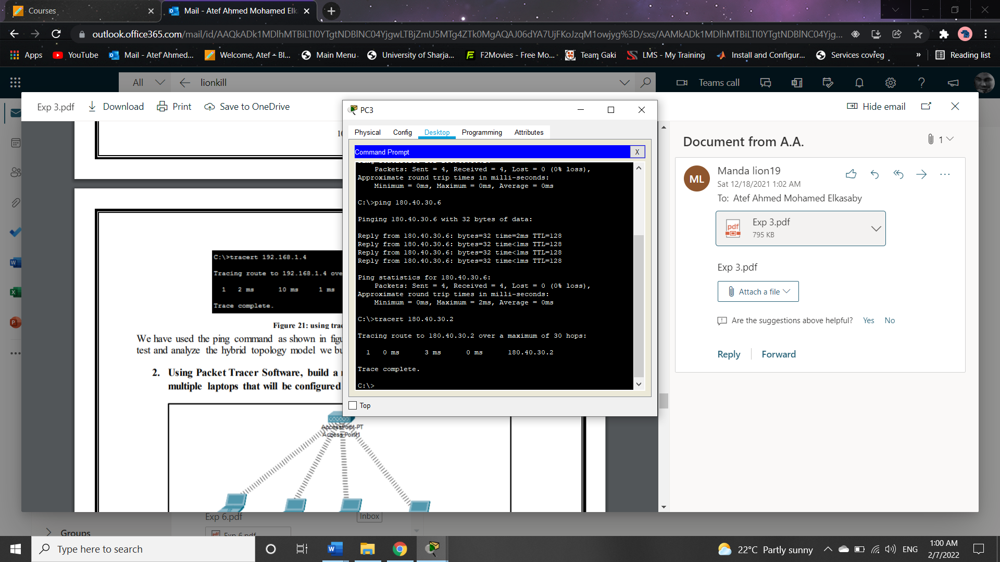 Courses
Mail - Atef Ahmed Mohamed Elk
outlook.office365.com/mail/id/AAQkADk1MDlhMTBiLTI0YTgtNDBlNC04YjgwLTBjZmU5MTg4ZTk0MgAQAJ06dYA7UjFKoJzqM1owjyg%3D/sxs/AAMkADk1MDlhMTBiLTI0YTgtNDBlNC04Yjg...
Apps YouTube Mail - Atef Ahmed... Welcome, Atef – Bl... Main Menu University of Sharja... F2Movies - Free Mo... Team Gaki LMS - My Training Install and Configur... Services covreg » Reading list
All lionkill Teams call
Exp 3.pdf Download Print Save to OneDrive Hide email
PC3
Physical Config Desktop Programming Attributes
Command Prompt X
Packets: Sent = 4, Received = 4, Lost = 0 (0% loss),
Approximate round trip times in milli-seconds:
Minimum = 0ms, Maximum = 0ms, Average = 0ms
C:\>ping 180.40.30.6
Pinging 180.40.30.6 with 32 bytes of data:
Reply from 180.40.30.6: bytes=32 time=2ms TTL=128
Reply from 180.40.30.6: bytes=32 time<1ms TTL=128
Reply from 180.40.30.6: bytes=32 time<1ms TTL=128
Reply from 180.40.30.6: bytes=32 time<1ms TTL=128
Ping statistics for 180.40.30.6:
Packets: Sent = 4, Received = 4, Lost = 0 (0% loss),
Approximate round trip times in milli-seconds:
Minimum = 0ms, Maximum = 2ms, Average = 0ms
C:\>tracert 180.40.30.2
Tracing route to 180.40.30.2 over a maximum of 30 hops:
1 0 ms 3 ms 0 ms 180.40.30.2
Trace complete.
C:\>
Top
C:\>tracert 192.168.1.4
Tracing route to 192.168.1.4 ove
1 2 ms 10 ms 1 ms
Trace complete.
Figure 21: using tra
We have used the ping command as shown in figu
test and analyze the hybrid topology model we bu
2. Using Packet Tracer Software, build a
multiple laptops that will be configured
AccessPoint-PT
Access Point1
Document from A.A.
1
ML
Manda lion19
Sat 12/18/2021 1:02 AM
To: Atef Ahmed Mohamed Elkasaby
pdf
Exp 3.pdf
795 KB
Exp 3.pdf
Attach a file
Are the suggestions above helpful? Yes No
Reply Forward
Exp 6.pdf Inbox
Groups
Exp 6.pdf
Type here to search
22°C Partly sunny
ENG
1:00 AM
2/7/2022